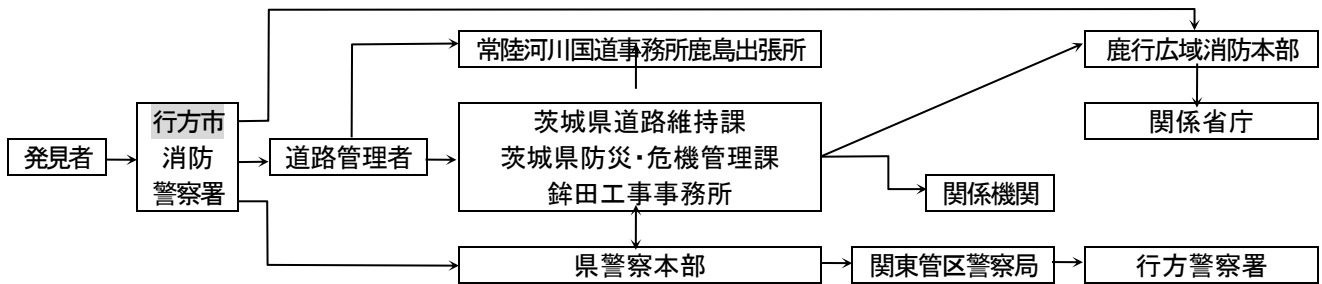 常陸河川国道事務所鹿島出張所
鹿行広域消防本部
発見者
行方市
消防
警察署
道路管理者
茨城県道路維持課
茨城県防災・危機管理課
鉾田工事事務所
関係省庁
関係機関
県警察本部
関東管区警察局
行方警察署